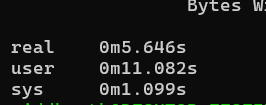 Bytes
real 0m5.646s
user 0m11.082s
sys 0m1.099s